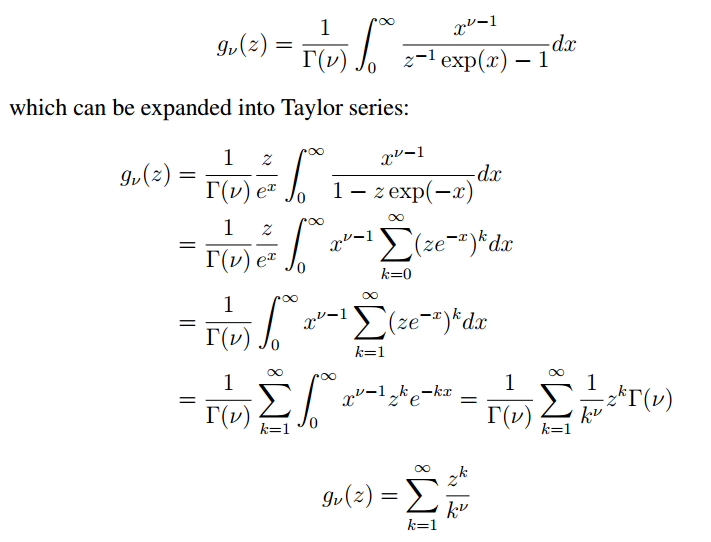 g_ν(z) = \frac{1}{Γ(ν)} \int_0^∞ \frac{x^{ν−1}}{z^{−1} \exp(x) − 1} dx
which can be expanded into Taylor series:
g_ν(z) = \frac{1}{Γ(ν)} \frac{z}{e^x} \int_0^∞ \frac{x^{ν−1}}{1 − z \exp(−x)} dx
= \frac{1}{Γ(ν)} \frac{z}{e^x} \int_0^∞ x^{ν−1} \sum_{k=0}^∞ (ze^{−x})^k dx
= \frac{1}{Γ(ν)} \int_0^∞ x^{ν−1} \sum_{k=1}^∞ (ze^{−x})^k dx
= \frac{1}{Γ(ν)} \sum_{k=1}^∞ \int_0^∞ x^{ν−1} z^k e^{−kx} = \frac{1}{Γ(ν)} \sum_{k=1}^∞ \frac{1}{k^ν} z^k Γ(ν)
g_ν(z) = \sum_{k=1}^∞ \frac{z^k}{k^ν}